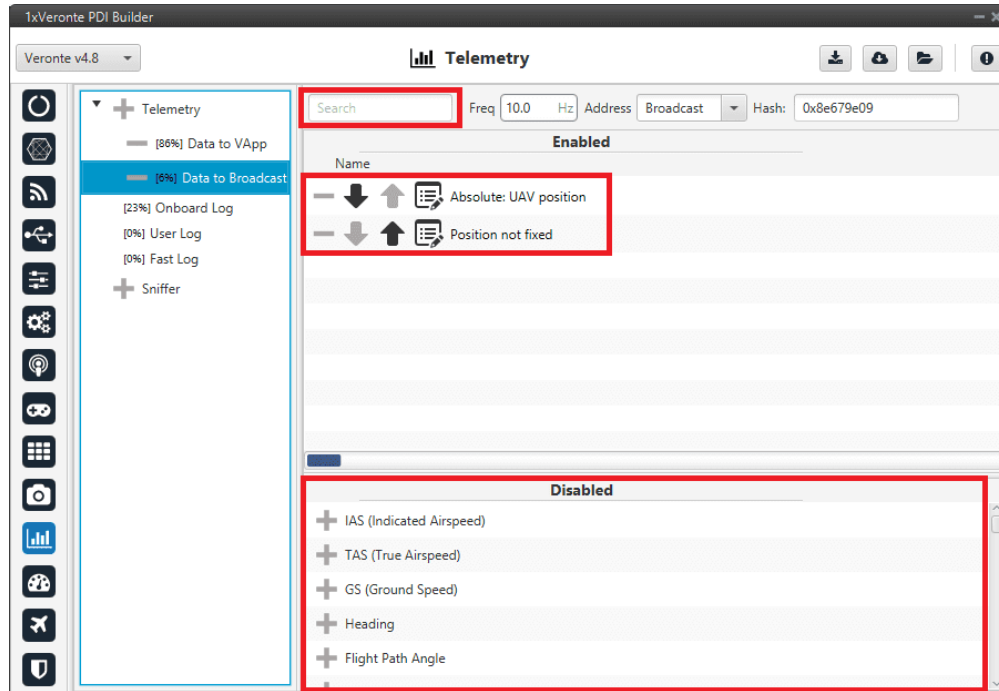 1xVeronte PDI Builder
Veronte v4.8
Telemetry
Telemetry
[86%] Data to VApp
[6%] Data to Broadcast
[23%] Onboard Log
[0%] User Log
[0%] Fast Log
Sniffer
Search Freq 10.0 Hz Address Broadcast Hash: 0x8e679e09
Enabled
Name
Absolute: UAV position
Position not fixed
Disabled
IAS (Indicated Airspeed)
TAS (True Airspeed)
GS (Ground Speed)
Heading
Flight Path Angle